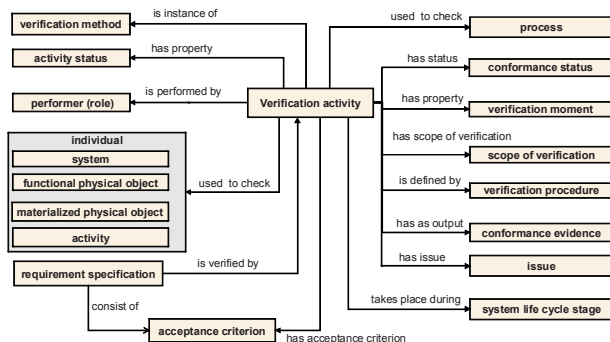 verification method
is instance of
used to check
process
activity status
has property
has status
conformance status
performer (role)
is performed by
Verification activity
has property
verification moment
individual
system
functional physical object
materialized physical object
activity
used to check
has scope of verification
scope of verification
is defined by
verification procedure
has as output
conformance evidence
has issue
issue
requirement specification
is verified by
takes place during
system life cycle stage
consist of
acceptance criterion
has acceptance criterion